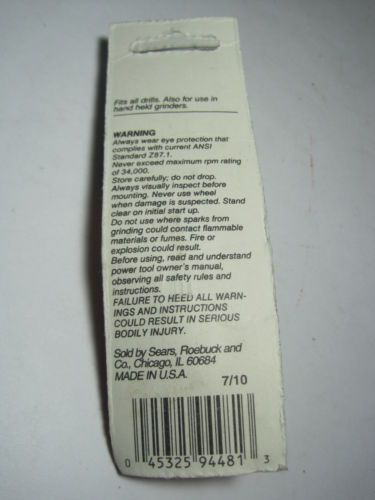 Fits all drills. Also for use in
hand held grinders.
WARNING
Always wear eye protection that
complies with current ANSI
Standard Z87.1.
Never exceed maximum rpm rating
of 34,000.
Store carefully; do not drop.
Always visually inspect before
mounting. Never use wheel
when damage is suspected. Stand
clear on initial start up.
Do not use where sparks from
grinding could contact flammable
materials or fumes. Fire or
explosion could result.
Before using, read and understand
power tool owner's manual,
observing all safety rules and
instructions.
FAILURE TO HEED ALL WARN-
INGS AND INSTRUCTIONS
COULD RESULT IN SERIOUS
BODILY INJURY.
Sold by Sears, Roebuck and
Co., Chicago, IL 60684
MADE IN U.S.A.
7/10
0 45325 94481 3